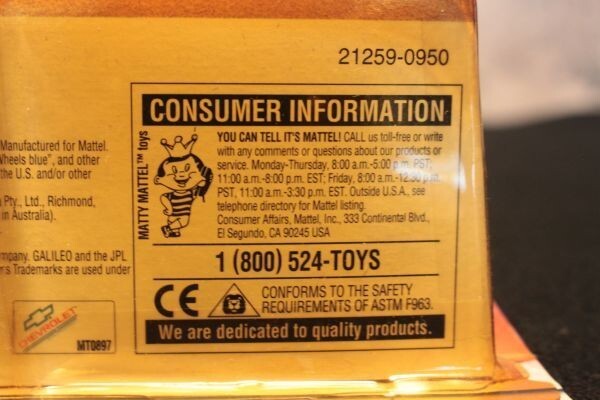 21259-0950
CONSUMER INFORMATION
MATTY MATTEL™ toys
YOU CAN TELL IT'S MATTEL! CALL us toll-free or write
with any comments or questions about our products or
service. Monday-Thursday, 8:00 a.m.-5:00 p.m. PST;
11:00 a.m.-8:00 p.m. EST; Friday, 8:00 a.m.-12:30 p.m.
PST, 11:00 a.m.-3:30 p.m. EST. Outside U.S.A., see
telephone directory for Mattel listing.
Consumer Affairs, Mattel, Inc., 333 Continental Blvd.,
El Segundo, CA 90245 USA
1 (800) 524-TOYS
CE
CONFORMS TO THE SAFETY
REQUIREMENTS OF ASTM F963.
We are dedicated to quality products.
Manufactured for Mattel.
Wheels blue", and other
the U.S. and/or other
Pty., Ltd., Richmond,
in Australia).
mpany. GALILEO and the JPL
Trademarks are used under
CHEVROLET
MT0897